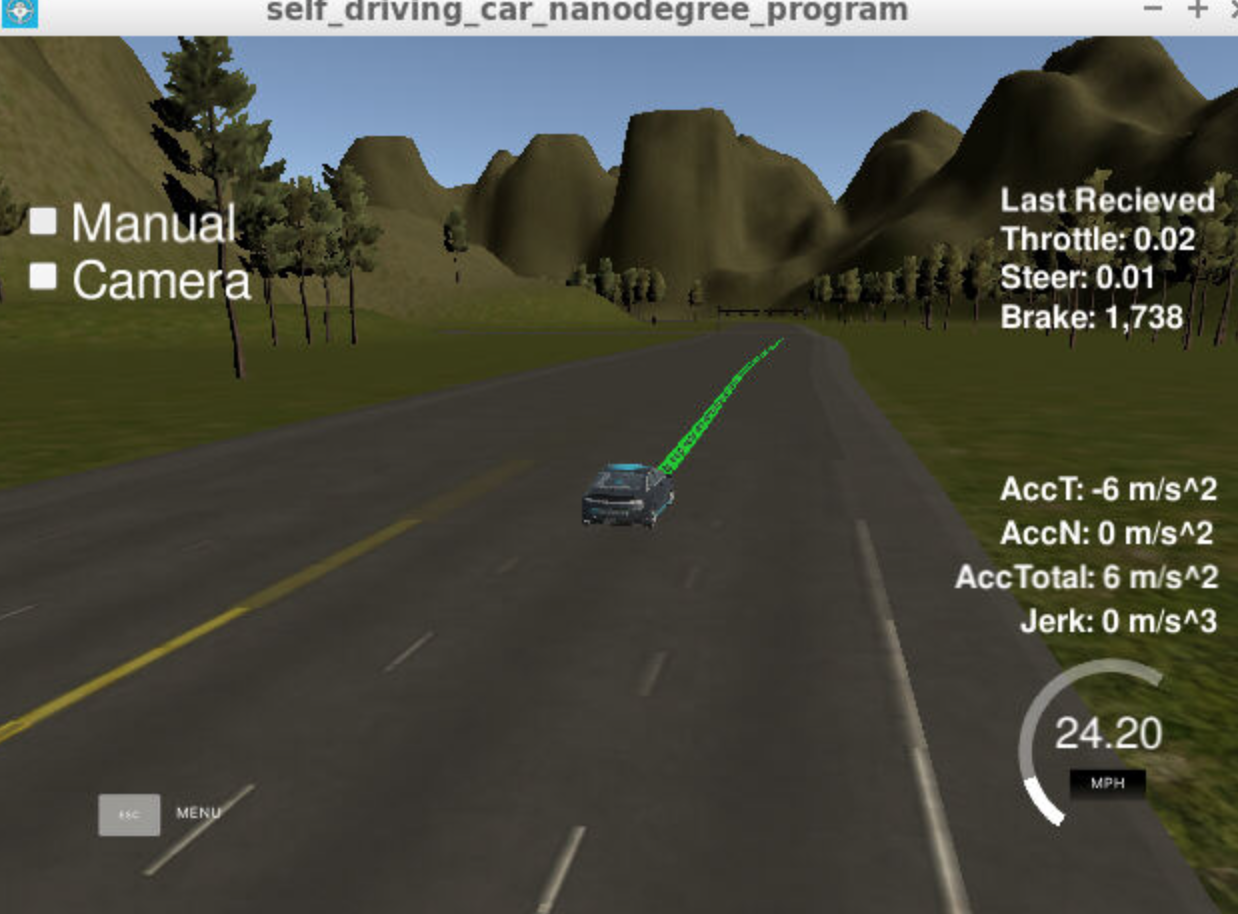 self_driving_car_nanodegree_program
Manual
Camera
Last Recieved
Throttle: 0.02
Steer: 0.01
Brake: 1,738
AccT: -6 m/s^2
AccN: 0 m/s^2
AccTotal: 6 m/s^2
Jerk: 0 m/s^3
24.20
MPH
ESC MENU